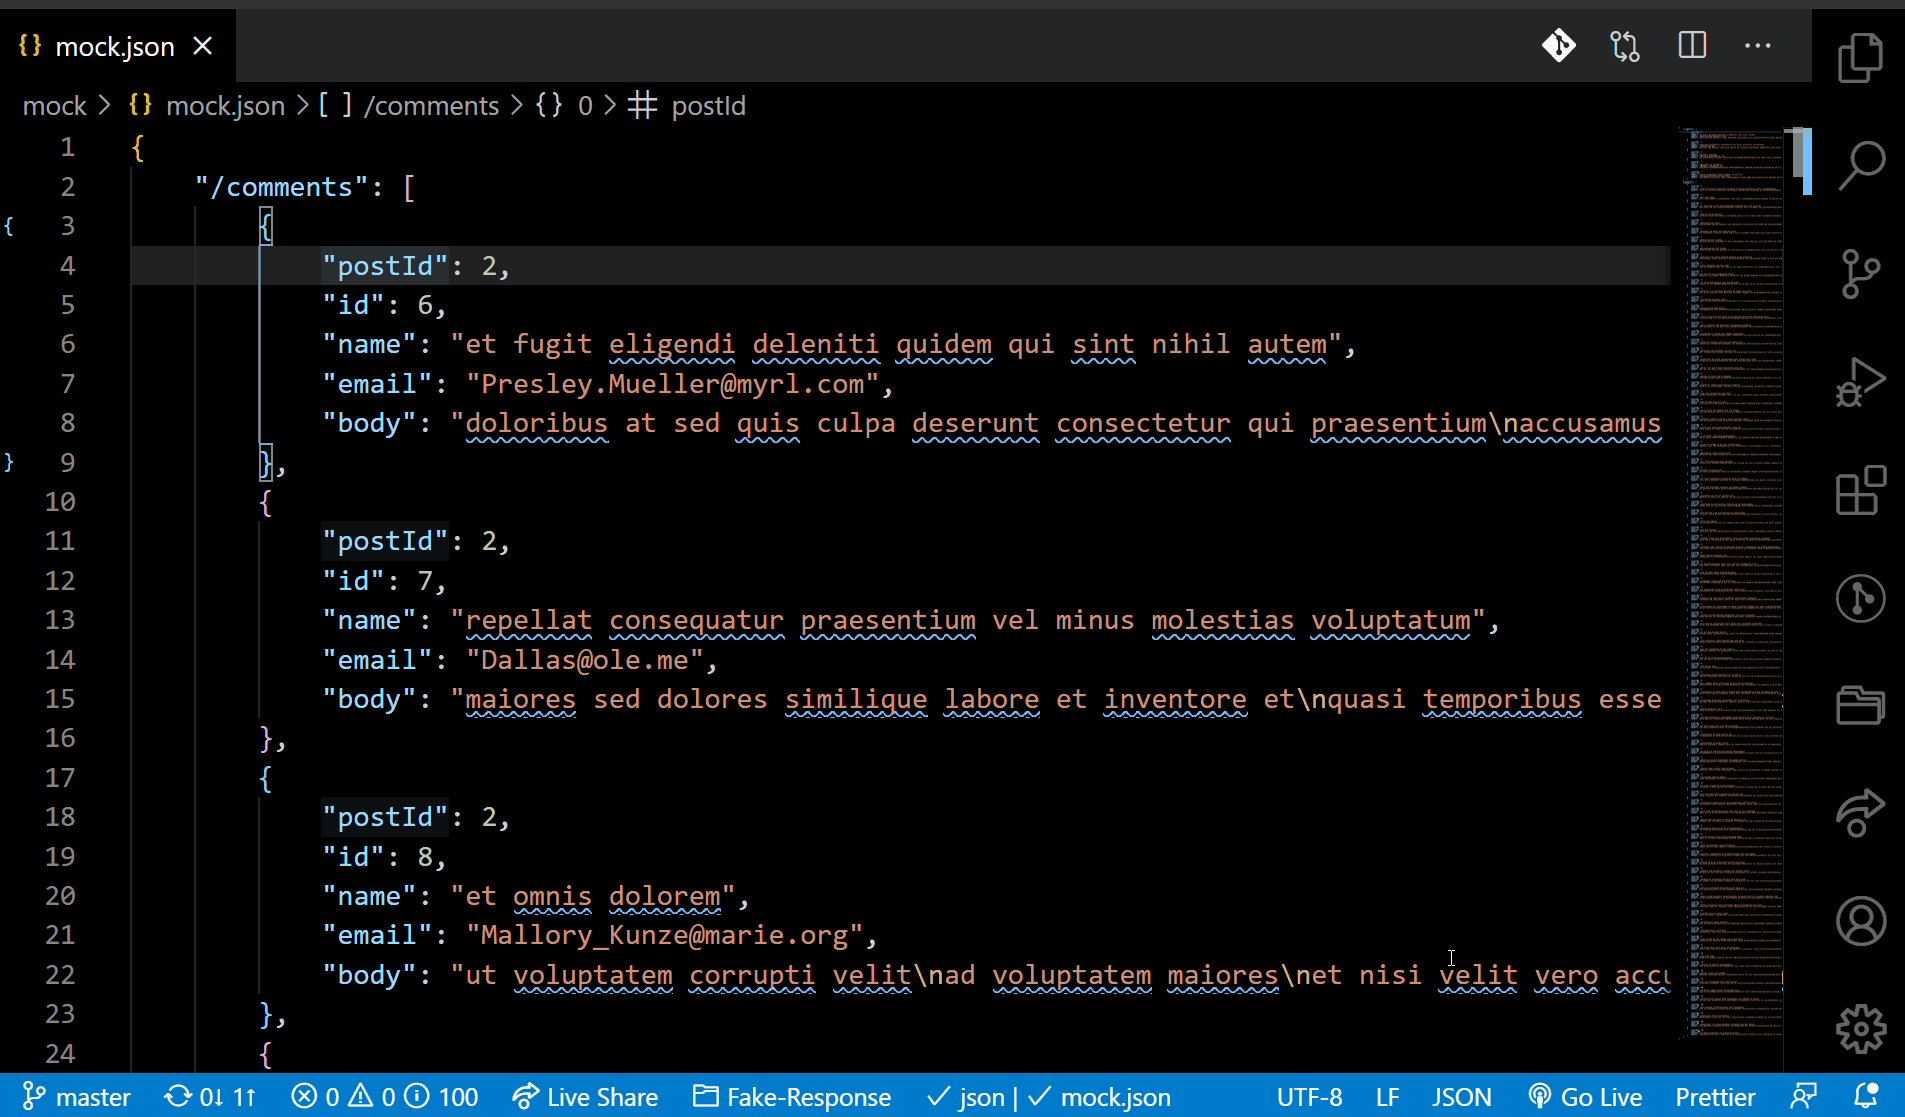 {} mock.json ×
mock > {} mock.json > [ ] /comments > {} 0 > # postId
1 {
2 "/comments": [
{ 3 {
4 "postId": 2,
5 "id": 6,
6 "name": "et fugit eligendi deleniti quidem qui sint nihil autem",
7 "email": "Presley.Mueller@myrl.com",
8 "body": "doloribus at sed quis culpa deserunt consectetur qui praesentium\naccusamus
} 9 },
10 {
11 "postId": 2,
12 "id": 7,
13 "name": "repellat consequatur praesentium vel minus molestias voluptatum",
14 "email": "Dallas@ole.me",
15 "body": "maiores sed dolores similique labore et inventore et\nquasi temporibus esse
16 },
17 {
18 "postId": 2,
19 "id": 8,
20 "name": "et omnis dolorem",
21 "email": "Mallory_Kunze@marie.org",
22 "body": "ut voluptatem corrupti velit\nad voluptatem maiores\net nisi velit vero accu
23 },
24 {
master 0↓ 1↑ 0 0 100 Live Share Fake-Response ✓ json | ✓ mock.json UTF-8 LF JSON Go Live Prettier